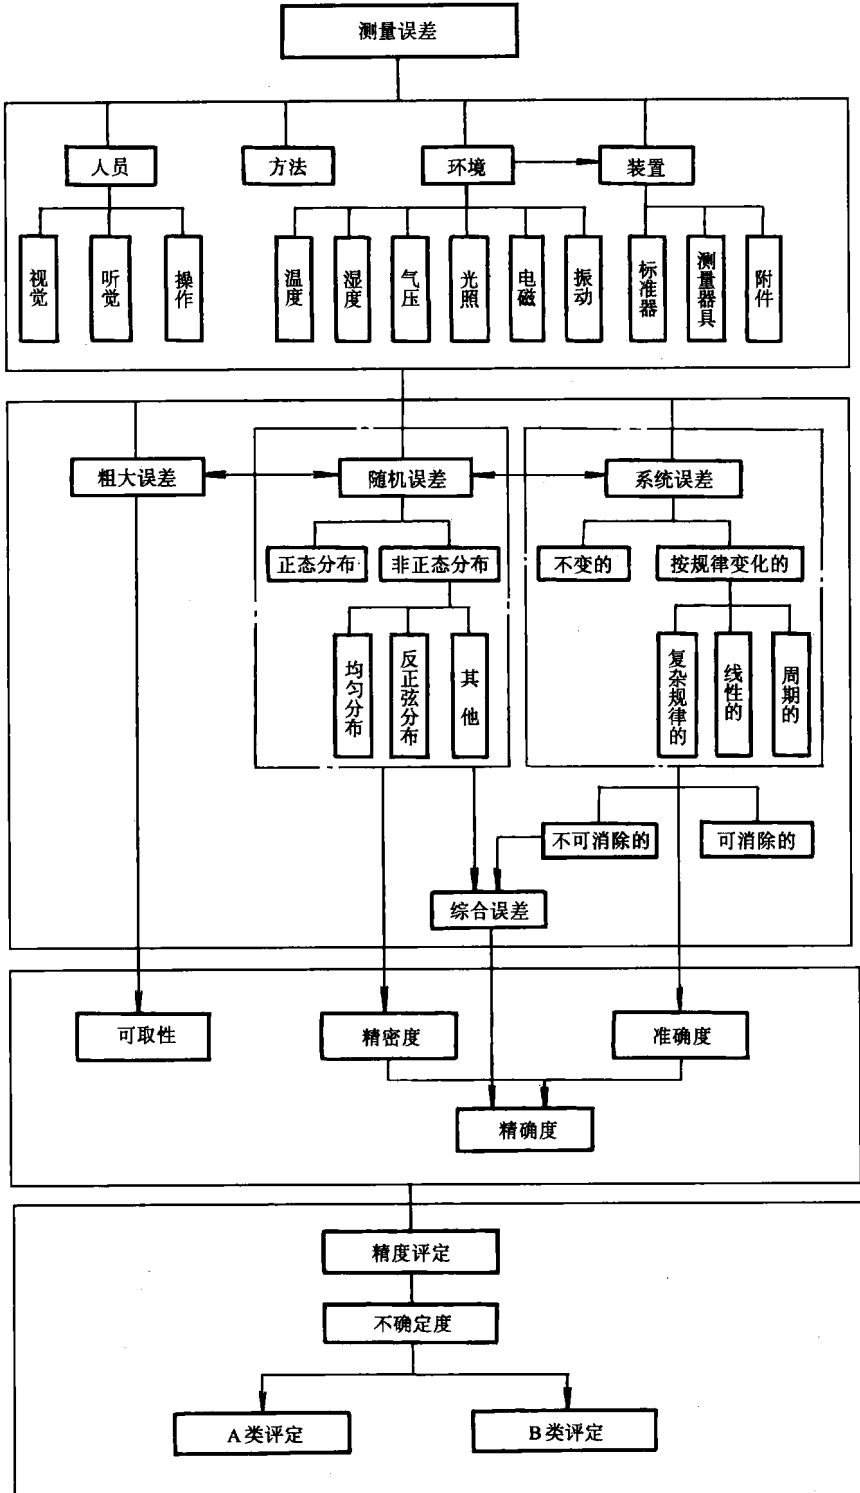 测量误差
人员
方法
环境
装置
视觉
听觉
操作
温度
湿度
气压
光照
电磁
振动
标准器
测量器具
附件
粗大误差
随机误差
系统误差
正态分布
非正态分布
不变的
按规律变化的
均匀分布
反正弦分布
其他
复杂规律的
线性的
周期的
不可消除的
可消除的
综合误差
可取性
精密度
准确度
精确度
精度评定
不确定度
A类评定
B类评定